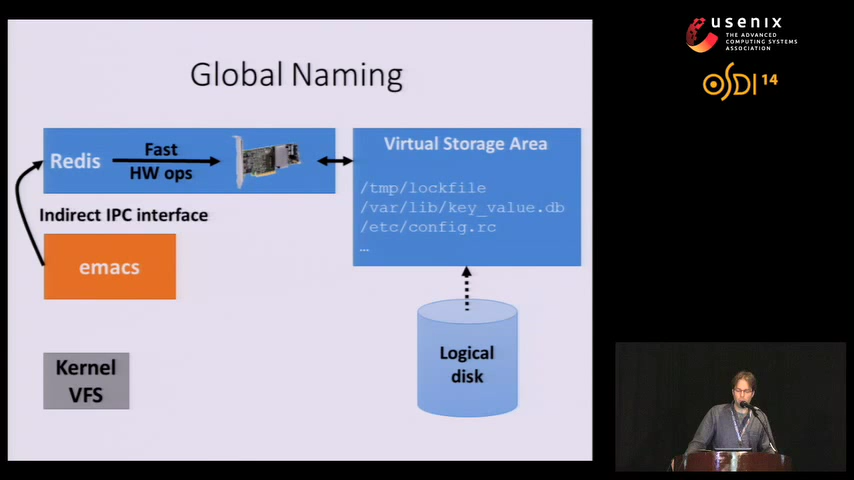 usenix
THE ADVANCED
COMPUTING SYSTEMS
ASSOCIATION
OSDI 14
Global Naming
Redis
Fast
HW ops
Virtual Storage Area
/tmp/lockfile
/var/lib/key_value.db
/etc/config.rc
…
Indirect IPC interface
emacs
Logical
disk
Kernel
VFS